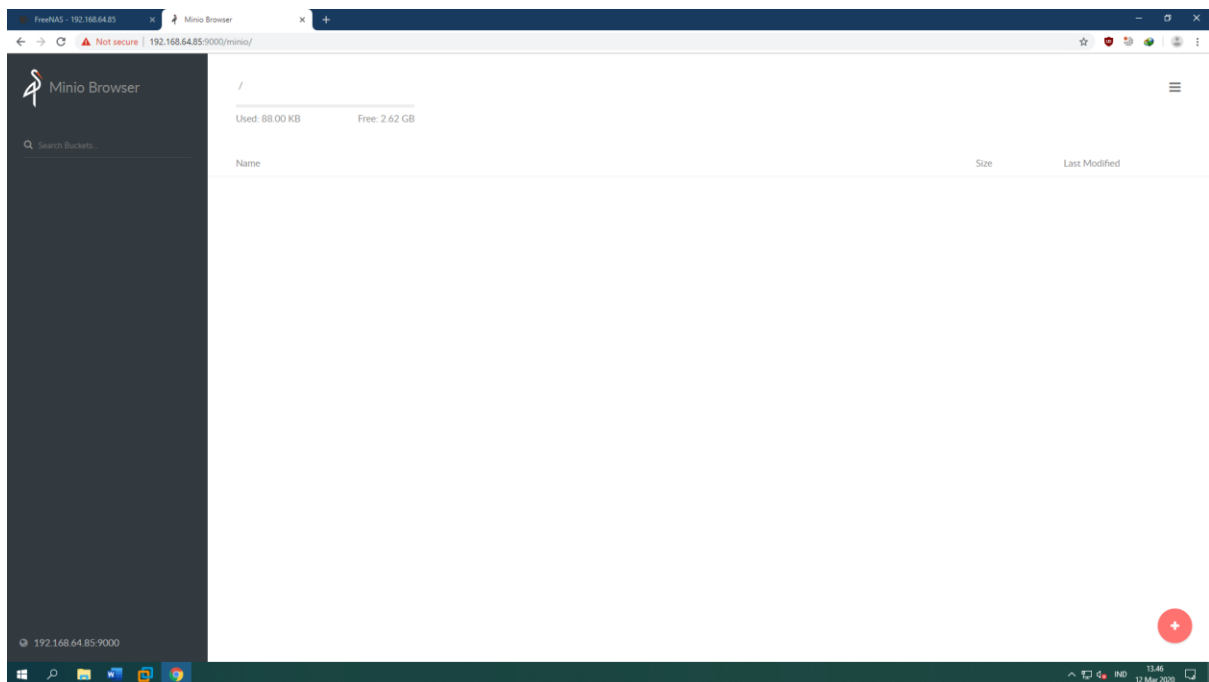 FreeNAS - 192.168.64.85
Minio Browser
Not secure | 192.168.64.85:9000/minio/
Minio Browser
/
Used: 88.00 KB Free: 2.62 GB
Search Buckets...
Name Size Last Modified
192.168.64.85:9000
IND
13.46
12 Mar 2020